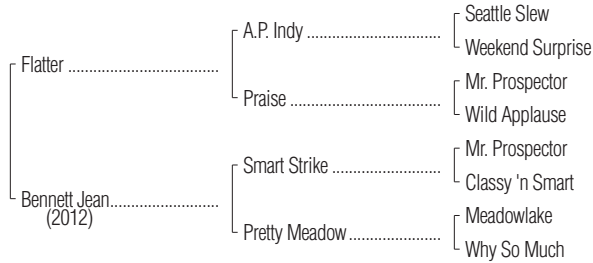 Seattle Slew
A.P. Indy ..............................
Weekend Surprise
Flatter ..................................
Mr. Prospector
Praise ..................................
Wild Applause
Mr. Prospector
Smart Strike ........................
Classy 'n Smart
Bennett Jean........................
(2012)
Meadowlake
Pretty Meadow.....................
Why So Much